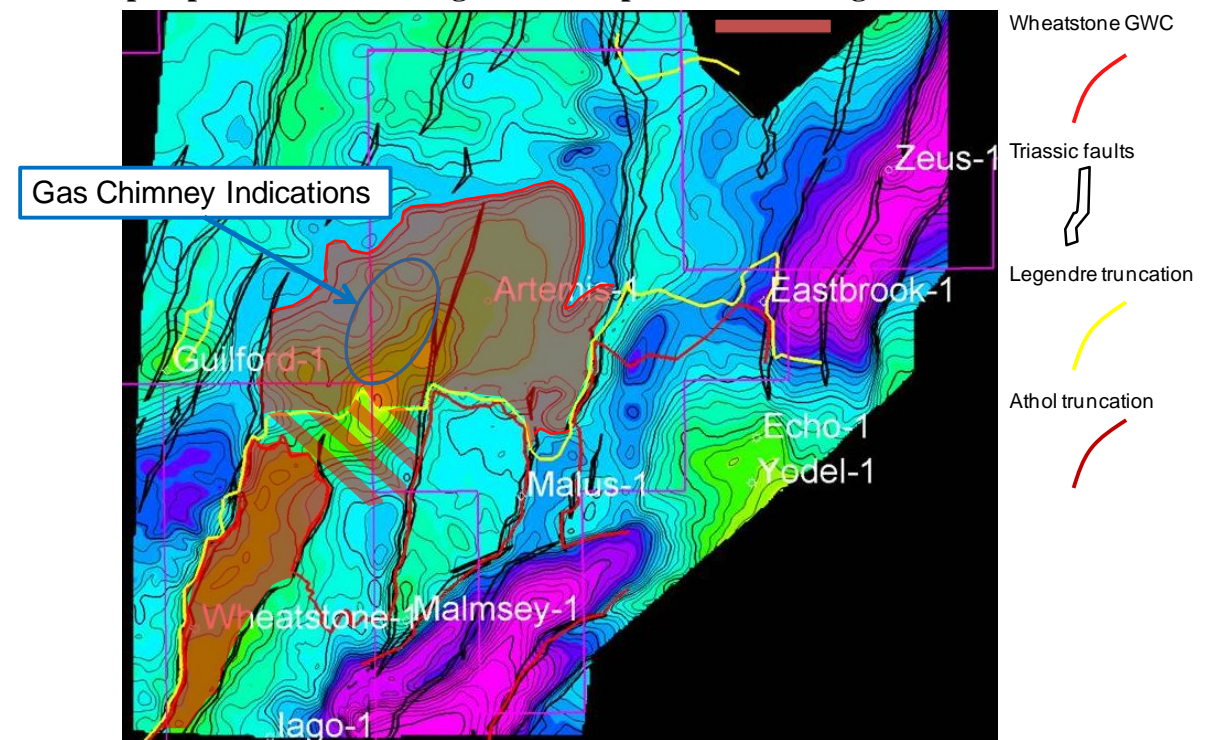 Wheatstone GWC
Triassic faults
Zeus-1
Gas Chimney Indications
Legendre truncation
Artemis-1
Eastbrook-1
Guilford-1
Athol truncation
Echo-1
Yodel-1
Malus-1
Wheatstone-1
Malmsey-1
Iago-1